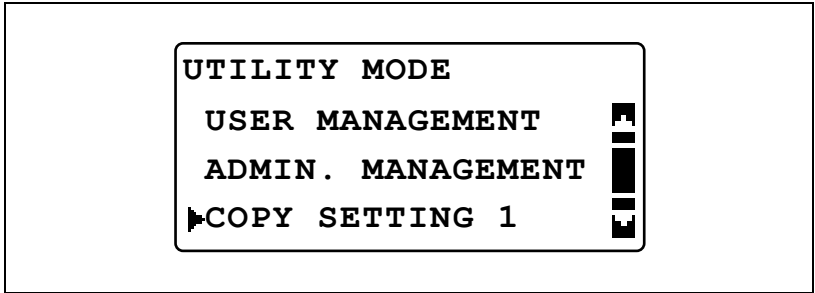 UTILITY MODE
USER MANAGEMENT
ADMIN. MANAGEMENT
COPY SETTING 1